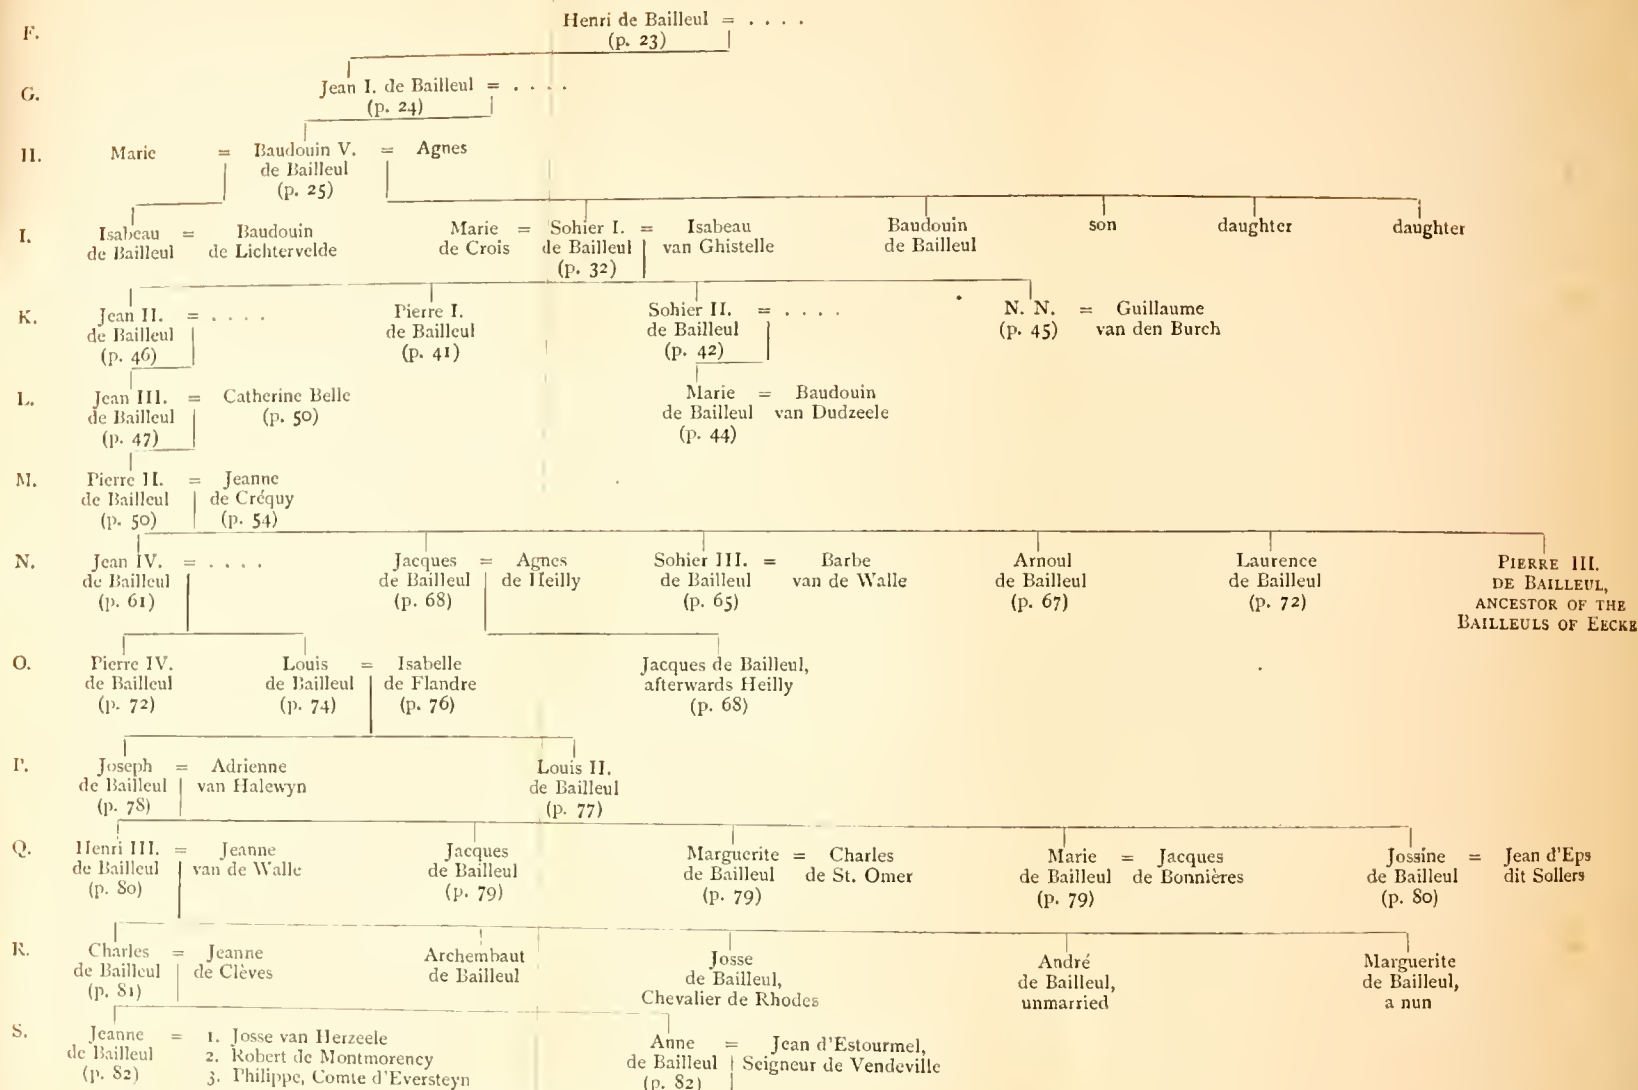 F.
Henri de Bailleul = . . . .
(p. 23)
G.
Jean I. de Bailleul = . . . .
(p. 24)
H.
Marie = Baudouin V. = Agnes
de Bailleul
(p. 25)
I.
Isabeau = Baudouin
de Bailleul de Lichtervelde
Marie = Sohier I. = Isabeau
de Crois de Bailleul van Ghistelle
(p. 32)
Baudouin
de Bailleul
son
daughter
daughter
K.
Jean II. = . . . .
de Bailleul
(p. 46)
Pierre I.
de Bailleul
(p. 41)
Sohier II. = . . . .
de Bailleul
(p. 42)
N. N. = Guillaume
(p. 45) van den Burch
L.
Jean III. = Catherine Belle
de Bailleul (p. 50)
(p. 47)
Marie = Baudouin
de Bailleul van Dudzeele
(p. 44)
M.
Pierre II. = Jeanne
de Bailleul de Créquy
(p. 50) (p. 54)
N.
Jean IV. = . . . .
de Bailleul
(p. 61)
Jacques = Agnes
de Bailleul de Heilly
(p. 68)
Sohier III. = Barbe
de Bailleul van de Walle
(p. 65)
Arnoul
de Bailleul
(p. 67)
Laurence
de Bailleul
(p. 72)
PIERRE III.
DE BAILLEUL,
ANCESTOR OF THE
BAILLEULS OF EECKE
O.
Pierre IV.
de Bailleul
(p. 72)
Louis = Isabelle
de Bailleul de Flandre
(p. 74) (p. 76)
Jacques de Bailleul,
afterwards Heilly
(p. 68)
P.
Joseph = Adrienne
de Bailleul van Halewyn
(p. 78)
Louis II.
de Bailleul
(p. 77)
Q.
Henri III. = Jeanne
de Bailleul van de Walle
(p. 80)
Jacques
de Bailleul
(p. 79)
Marguerite = Charles
de Bailleul de St. Omer
(p. 79)
Marie = Jacques
de Bailleul de Bonnières
(p. 79)
Jossine = Jean d'Eps
de Bailleul dit Sollers
(p. 80)
R.
Charles = Jeanne
de Bailleul de Clèves
(p. 81)
Archembaut
de Bailleul
Josse
de Bailleul,
Chevalier de Rhodes
André
de Bailleul,
unmarried
Marguerite
de Bailleul,
a nun
S.
Jeanne = 1. Josse van Herzeele
de Bailleul 2. Robert de Montmorency
(p. 82) 3. Philippe, Comte d'Eversteyn
Anne = Jean d'Estourmel,
de Bailleul Seigneur de Vendeville
(p. 82)